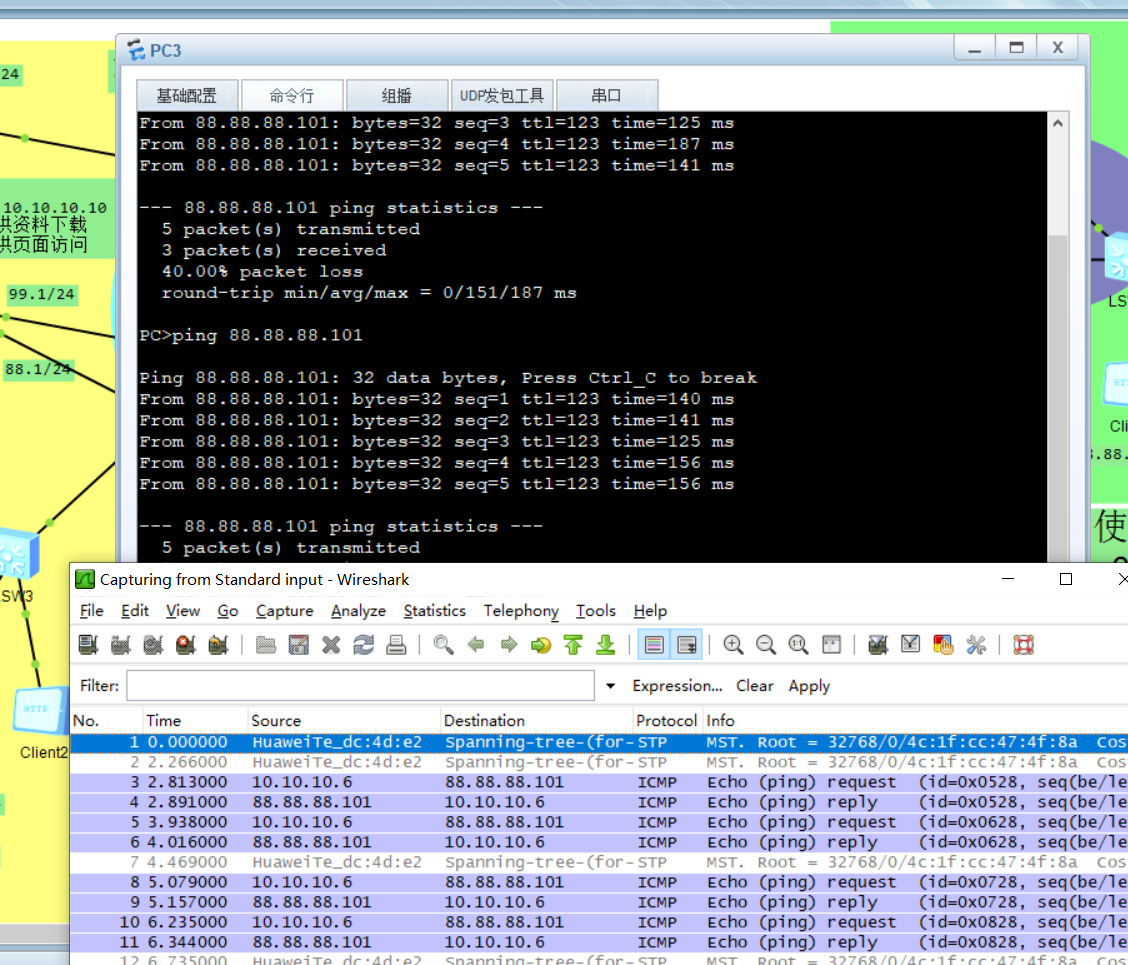 24
PC3
基础配置 命令行 组播 UDP发包工具 串口
From 88.88.88.101: bytes=32 seq=3 ttl=123 time=125 ms
From 88.88.88.101: bytes=32 seq=4 ttl=123 time=187 ms
From 88.88.88.101: bytes=32 seq=5 ttl=123 time=141 ms
--- 88.88.88.101 ping statistics ---
5 packet(s) transmitted
3 packet(s) received
40.00% packet loss
round-trip min/avg/max = 0/151/187 ms
PC>ping 88.88.88.101
Ping 88.88.88.101: 32 data bytes, Press Ctrl_C to break
From 88.88.88.101: bytes=32 seq=1 ttl=123 time=140 ms
From 88.88.88.101: bytes=32 seq=2 ttl=123 time=141 ms
From 88.88.88.101: bytes=32 seq=3 ttl=123 time=125 ms
From 88.88.88.101: bytes=32 seq=4 ttl=123 time=156 ms
From 88.88.88.101: bytes=32 seq=5 ttl=123 time=156 ms
--- 88.88.88.101 ping statistics ---
5 packet(s) transmitted
10.10.10.10
供资料下载
供页面访问
99.1/24
88.1/24
SW3
HTTP
Client2
LS
Cli
.88.
使
Capturing from Standard input - Wireshark
File Edit View Go Capture Analyze Statistics Telephony Tools Help
Filter: Expression... Clear Apply
No. Time Source Destination Protocol Info
1 0.000000 HuaweiTe_dc:4d:e2 Spanning-tree-(for- STP MST. Root = 32768/0/4c:1f:cc:47:4f:8a Cos
2 2.266000 HuaweiTe_dc:4d:e2 Spanning-tree-(for- STP MST. Root = 32768/0/4c:1f:cc:47:4f:8a Cos
3 2.813000 10.10.10.6 88.88.88.101 ICMP Echo (ping) request (id=0x0528, seq(be/le
4 2.891000 88.88.88.101 10.10.10.6 ICMP Echo (ping) reply (id=0x0528, seq(be/le
5 3.938000 10.10.10.6 88.88.88.101 ICMP Echo (ping) request (id=0x0628, seq(be/le
6 4.016000 88.88.88.101 10.10.10.6 ICMP Echo (ping) reply (id=0x0628, seq(be/le
7 4.469000 HuaweiTe_dc:4d:e2 Spanning-tree-(for- STP MST. Root = 32768/0/4c:1f:cc:47:4f:8a Cos
8 5.079000 10.10.10.6 88.88.88.101 ICMP Echo (ping) request (id=0x0728, seq(be/le
9 5.157000 88.88.88.101 10.10.10.6 ICMP Echo (ping) reply (id=0x0728, seq(be/le
10 6.235000 10.10.10.6 88.88.88.101 ICMP Echo (ping) request (id=0x0828, seq(be/le
11 6.344000 88.88.88.101 10.10.10.6 ICMP Echo (ping) reply (id=0x0828, seq(be/le
12 6.735000 HuaweiTe_dc:4d:e2 Spanning-tree-(for- STP MST. Root = 32768/0/4c:1f:cc:47:4f:8a Cos